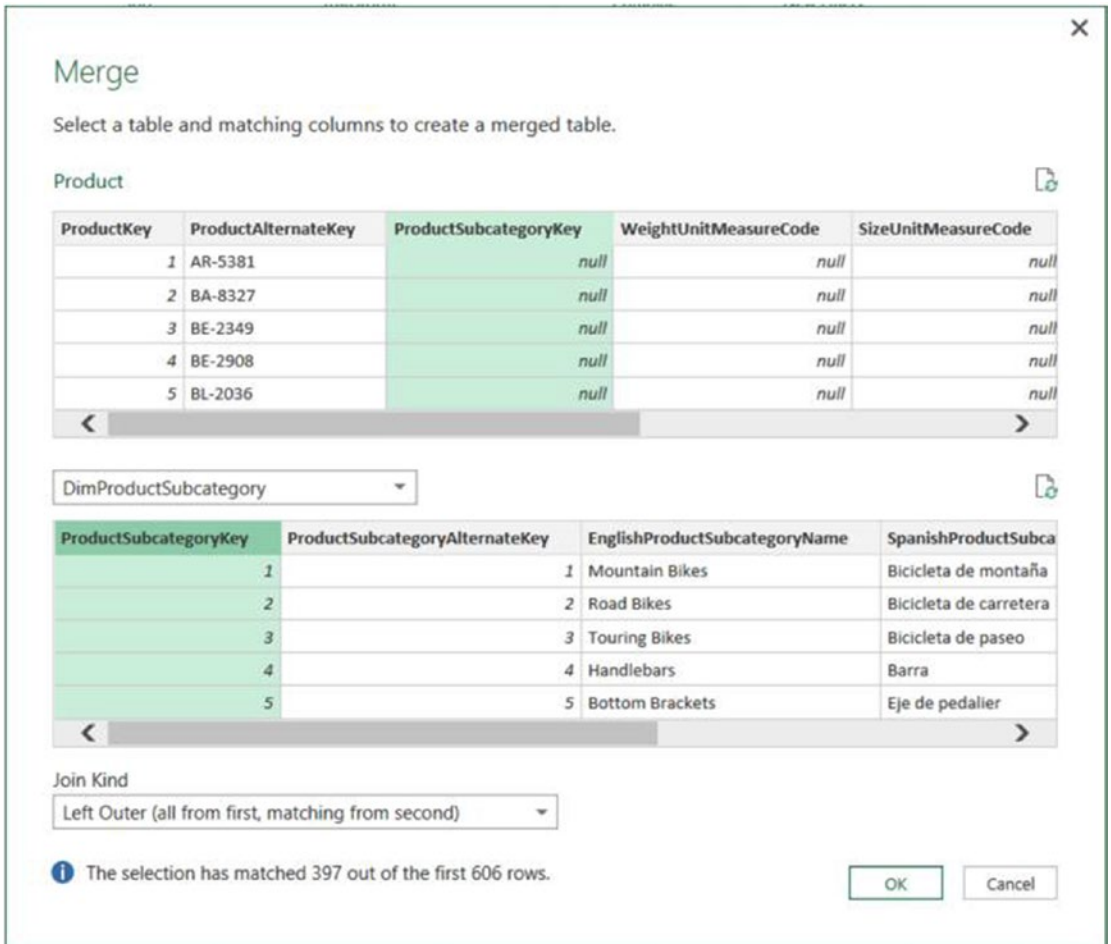 Merge
Select a table and matching columns to create a merged table.
Product
ProductKey ProductAlternateKey ProductSubcategoryKey WeightUnitMeasureCode SizeUnitMeasureCode
1 AR-5381 null null null
2 BA-8327 null null null
3 BE-2349 null null null
4 BE-2908 null null null
5 BL-2036 null null null
DimProductSubcategory
ProductSubcategoryKey ProductSubcategoryAlternateKey EnglishProductSubcategoryName SpanishProductSubca
1 1 Mountain Bikes Bicicleta de montaña
2 2 Road Bikes Bicicleta de carretera
3 3 Touring Bikes Bicicleta de paseo
4 4 Handlebars Barra
5 5 Bottom Brackets Eje de pedalier
Join Kind
Left Outer (all from first, matching from second)
The selection has matched 397 out of the first 606 rows.
OK Cancel